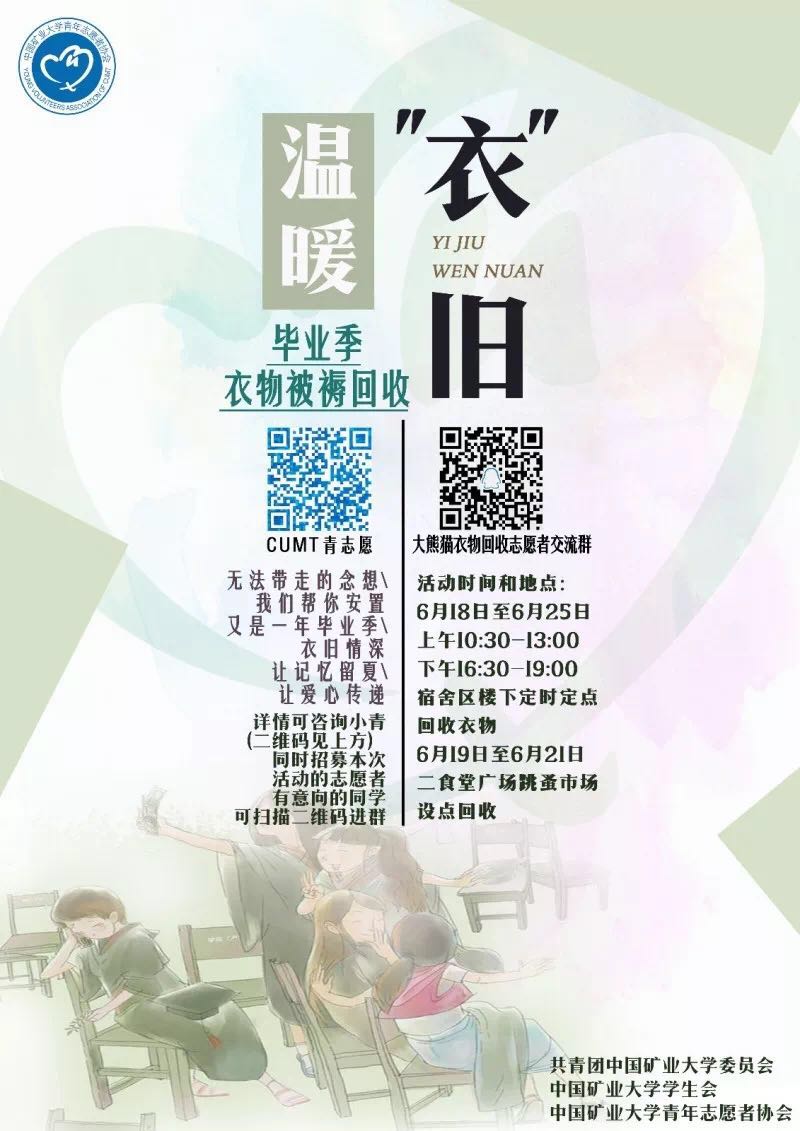 中国矿业大学青年志愿者协会
YOUNG VOLUNTEERS ASSOCIATION OF CUMT
"衣"
旧
温
暖
YI JIU
WEN NUAN
毕业季
衣物被褥回收
CUMT青志愿
大熊猫衣物回收志愿者交流群
无法带走的念想\
我们帮你安置
又是一年毕业季\
衣旧情深
让记忆留夏\
让爱心传递
详情可咨询小青
(二维码见上方)
同时招募本次
活动的志愿者
有意向的同学
可扫描二维码进群
活动时间和地点:
6月18日至6月25日
上午10:30-13:00
下午16:30-19:00
宿舍区楼下定时定点
回收衣物
6月19日至6月21日
二食堂广场跳蚤市场
设点回收
共青团中国矿业大学委员会
中国矿业大学学生会
中国矿业大学青年志愿者协会